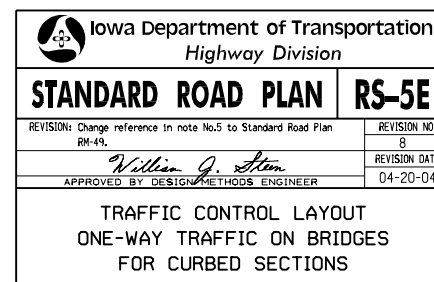 Iowa Department of Transportation
Highway Division
STANDARD ROAD PLAN
RS-5E
REVISION: Change reference in note No.5 to Standard Road Plan
RM-49.
REVISION NO
8
REVISION DAT
04-20-04
William J. Stein
APPROVED BY DESIGN METHODS ENGINEER
TRAFFIC CONTROL LAYOUT
ONE-WAY TRAFFIC ON BRIDGES
FOR CURBED SECTIONS